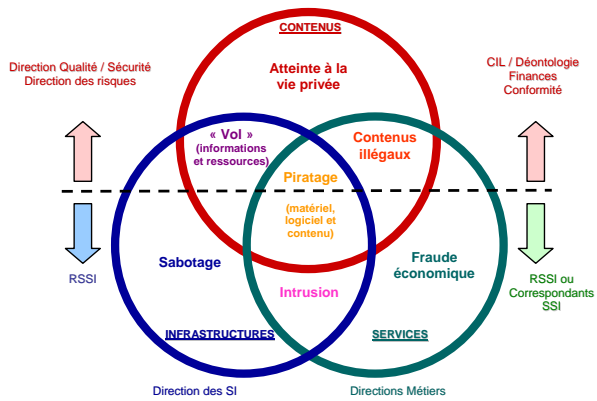 CONTENUS
Direction Qualité / Sécurité
Direction des risques
Atteinte à la
vie privée
CIL / Déontologie
Finances
Conformité
« Vol »
(informations
et ressources)
Contenus
illégaux
Piratage
(matériel,
logiciel et
contenu)
Sabotage
Fraude
économique
RSSI
Intrusion
RSSI ou
Correspondants
SSI
INFRASTRUCTURES
SERVICES
Direction des SI
Directions Métiers